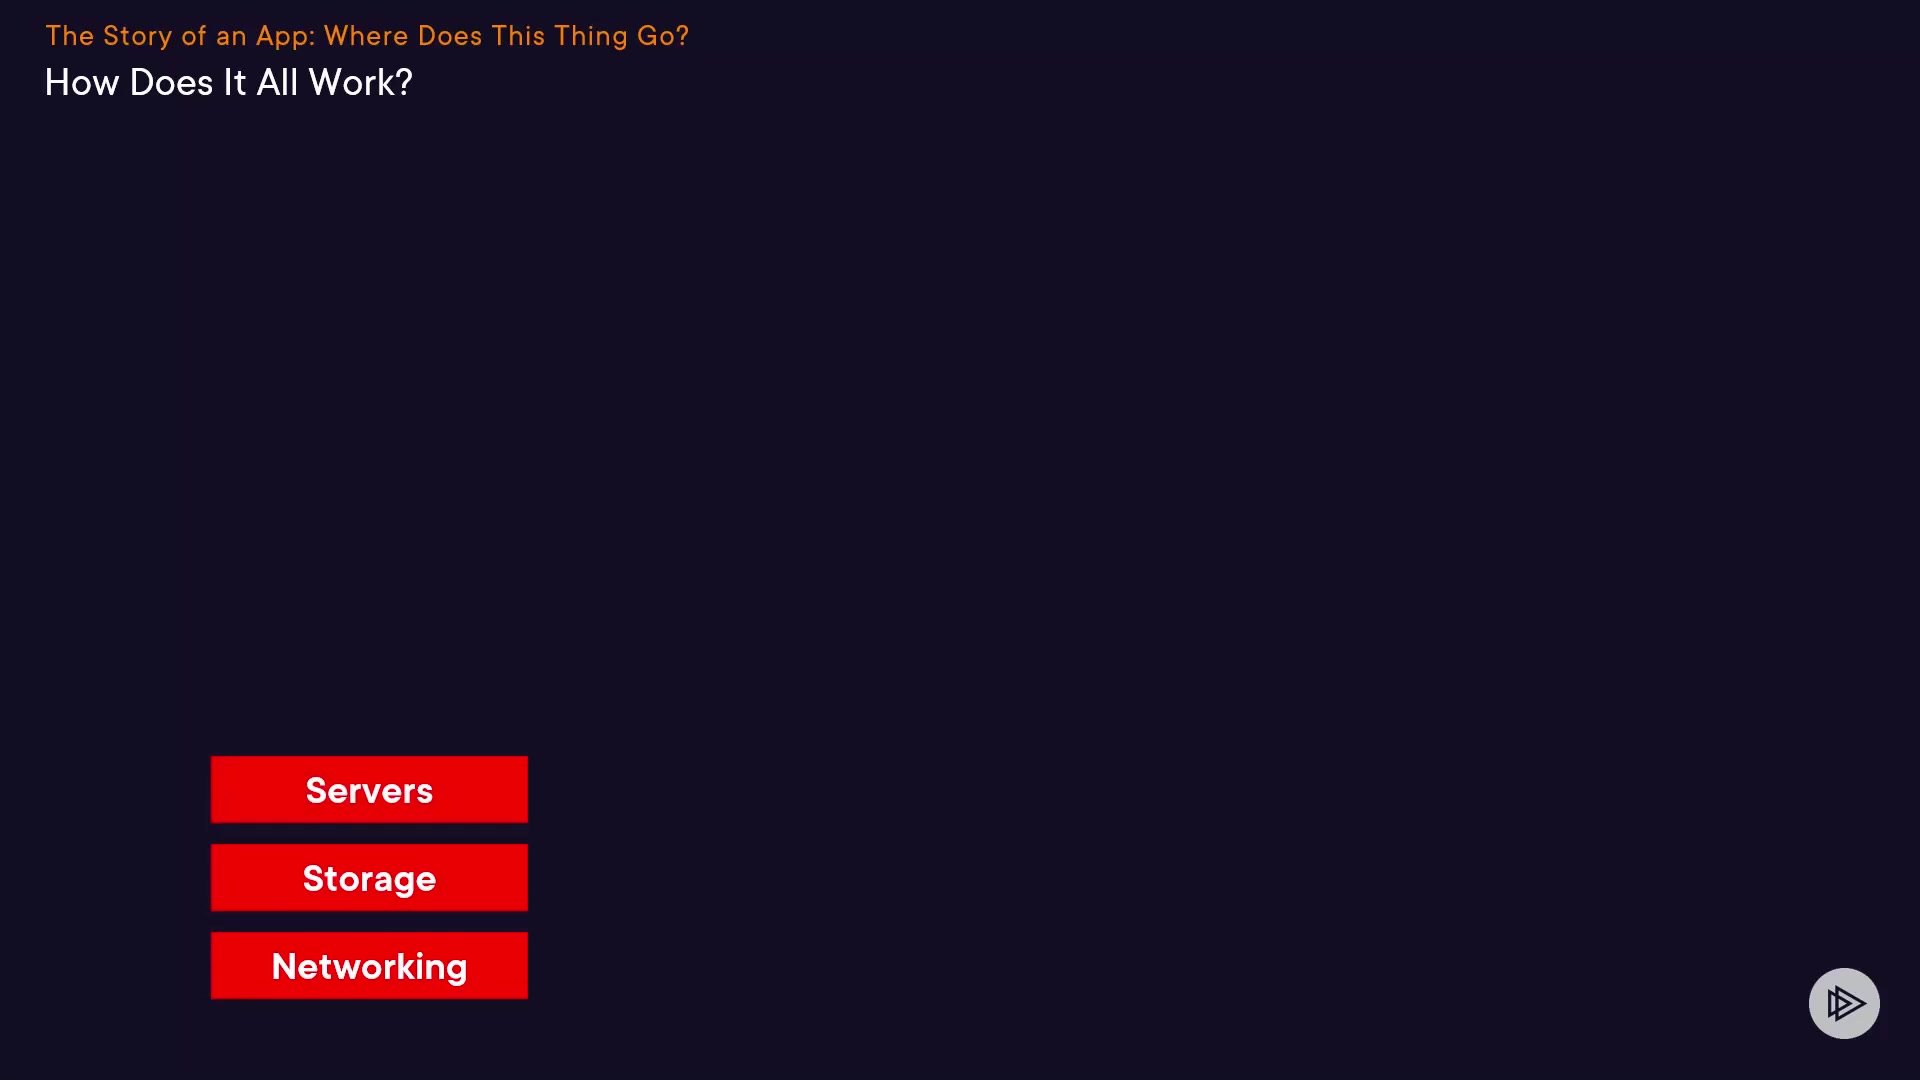 The Story of an App: Where Does This Thing Go?
How Does It All Work?
Servers
Storage
Networking